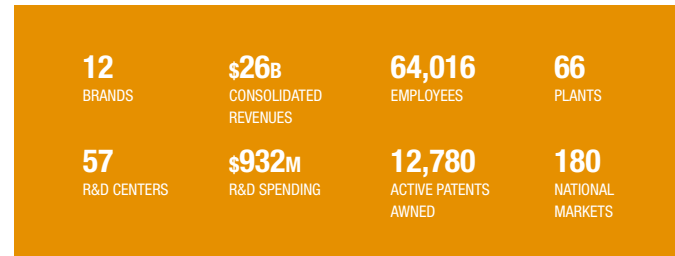 12
BRANDS
$26B
CONSOLIDATED
REVENUES
64,016
EMPLOYEES
66
PLANTS
57
R&D CENTERS
$932M
R&D SPENDING
12,780
ACTIVE PATENTS
AWNED
180
NATIONAL
MARKETS